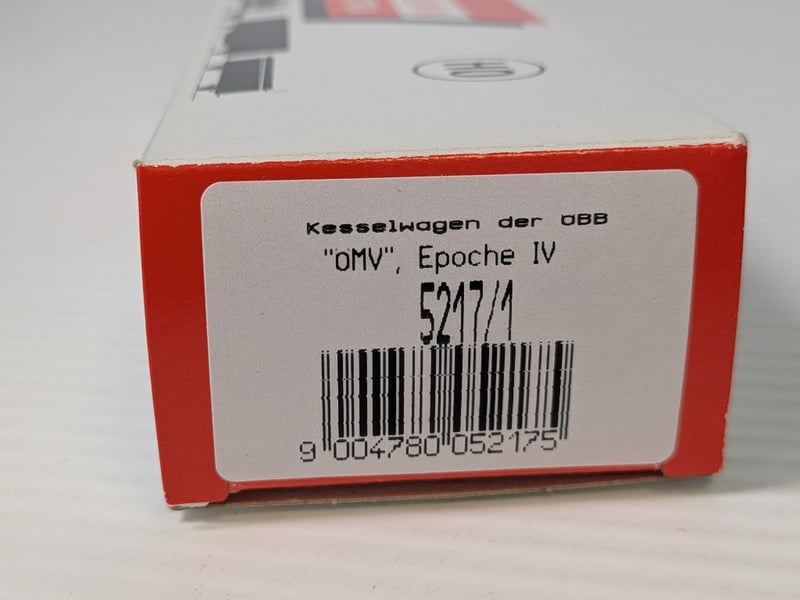 H0
Kesselwagen der ÖBB
"ÖMV", Epoche IV
5217/1
9 004780 052175